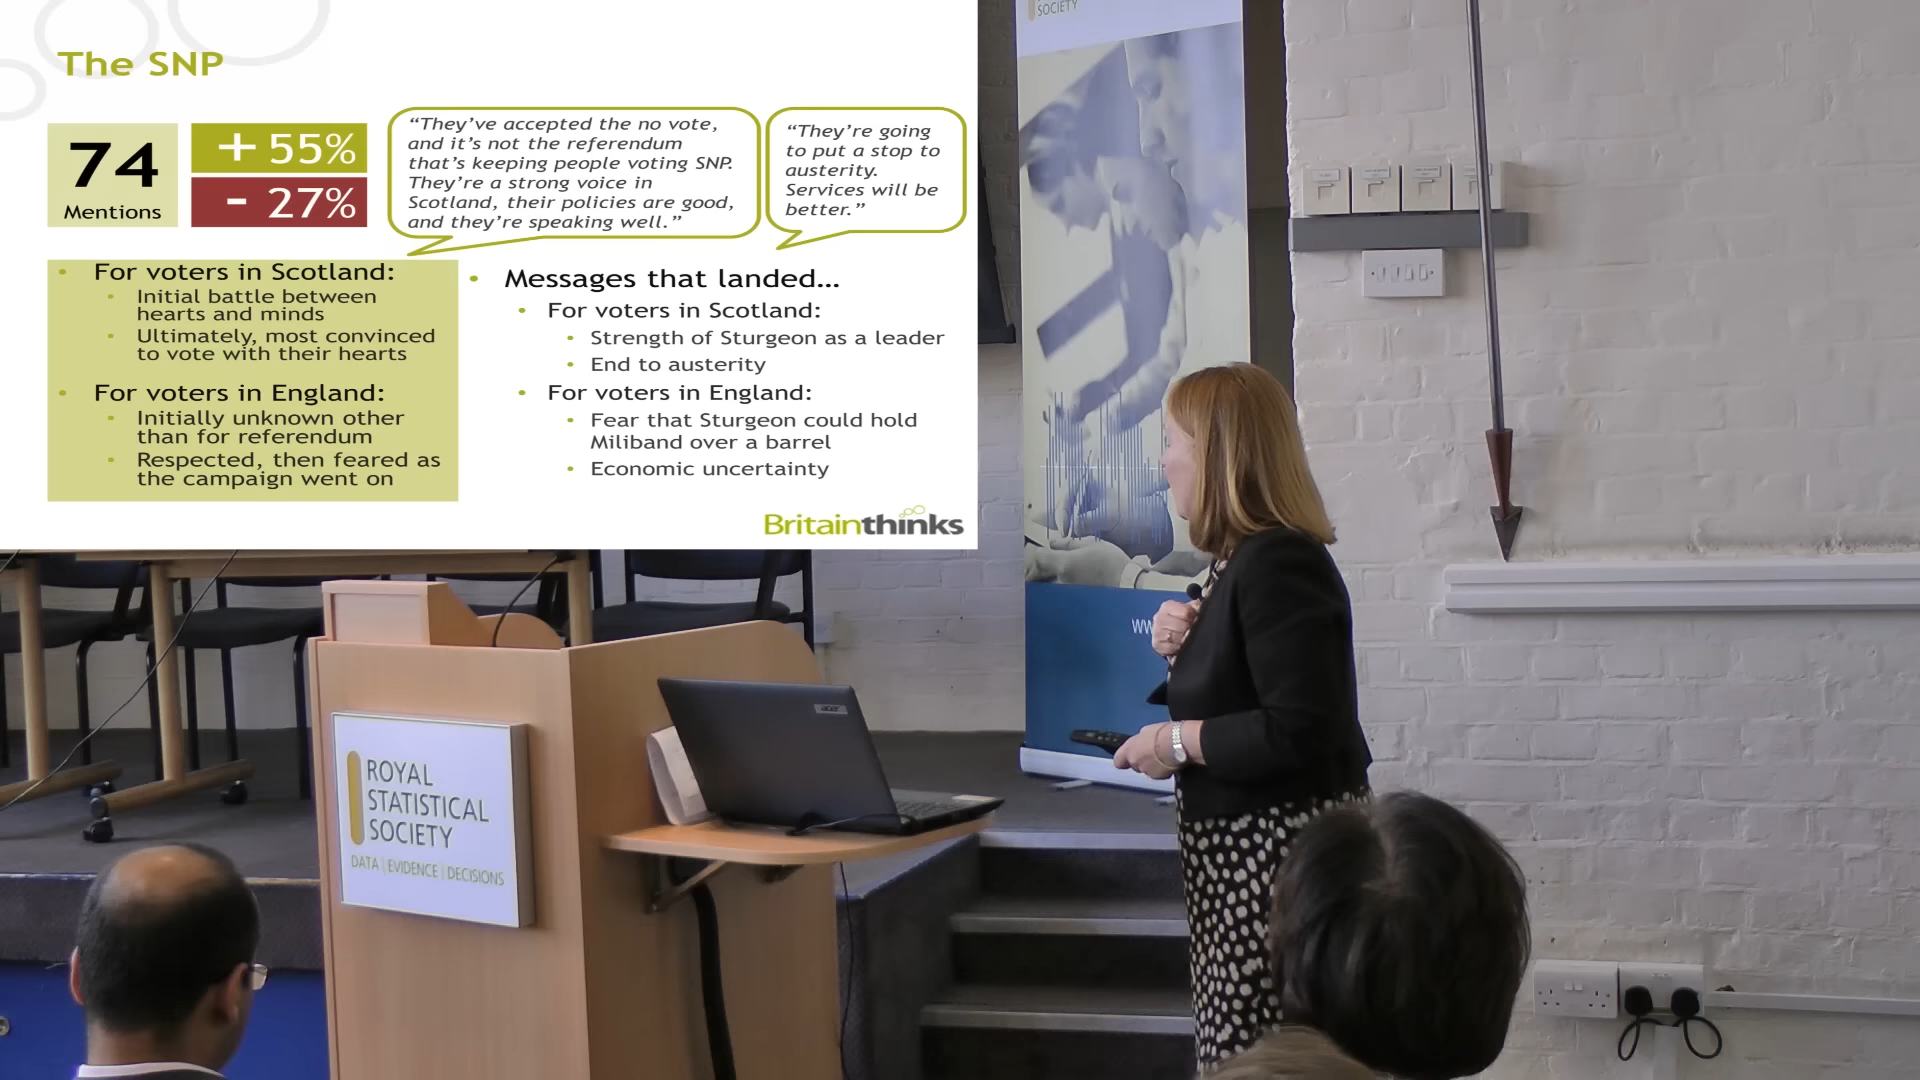 The SNP
74
Mentions
+ 55%
- 27%
“They’ve accepted the no vote,
and it’s not the referendum
that’s keeping people voting SNP.
They’re a strong voice in
Scotland, their policies are good,
and they’re speaking well.”
“They’re going
to put a stop to
austerity.
Services will be
better.”
• For voters in Scotland:
• Initial battle between
hearts and minds
• Ultimately, most convinced
to vote with their hearts
• For voters in England:
• Initially unknown other
than for referendum
• Respected, then feared as
the campaign went on
• Messages that landed...
• For voters in Scotland:
• Strength of Sturgeon as a leader
• End to austerity
• For voters in England:
• Fear that Sturgeon could hold
Miliband over a barrel
• Economic uncertainty
Britainthinks
SOCIETY
ww
acer
ROYAL
STATISTICAL
SOCIETY
DATA | EVIDENCE | DECISIONS